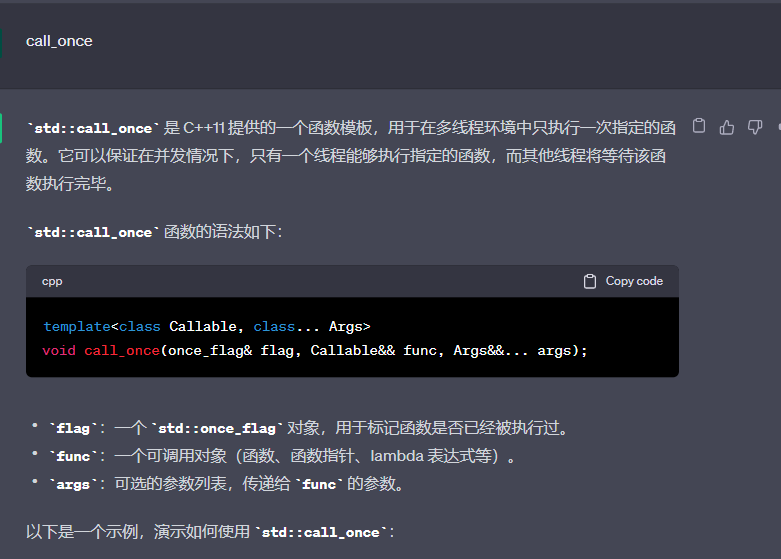 call_once
`std::call_once` 是 C++11 提供的一个函数模板，用于在多线程环境中只执行一次指定的函
数。它可以保证在并发情况下，只有一个线程能够执行指定的函数，而其他线程将等待该函
数执行完毕。
`std::call_once` 函数的语法如下：
cpp
Copy code
template<class Callable, class... Args>
void call_once(once_flag& flag, Callable&& func, Args&&... args);
• `flag`：一个 `std::once_flag` 对象，用于标记函数是否已经被执行过。
• `func`：一个可调用对象（函数、函数指针、lambda 表达式等）。
• `args`：可选的参数列表，传递给 `func` 的参数。
以下是一个示例，演示如何使用 `std::call_once`：